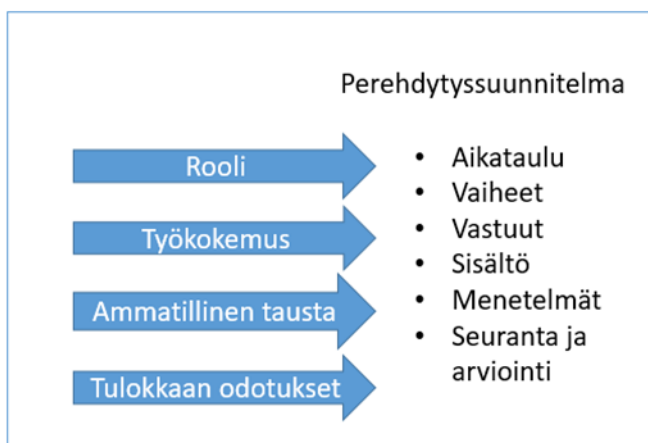 Perehdytyssuunnitelma
Rooli
Työkokemus
Ammatillinen tausta
Tulokkaan odotukset
• Aikataulu
• Vaiheet
• Vastuut
• Sisältö
• Menetelmät
• Seuranta ja
arviointi